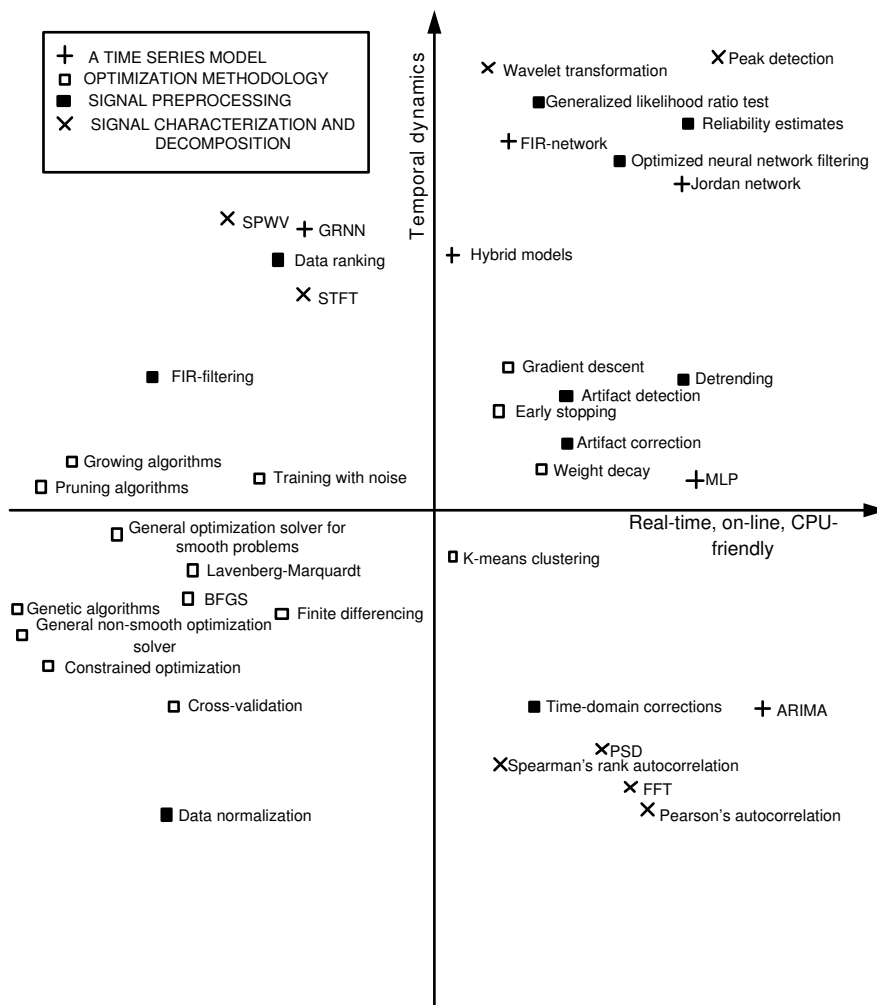 A TIME SERIES MODEL
OPTIMIZATION METHODOLOGY
SIGNAL PREPROCESSING
SIGNAL CHARACTERIZATION AND
DECOMPOSITION
Temporal dynamics
Peak detection
Wavelet transformation
Generalized likelihood ratio test
Reliability estimates
FIR-network
Optimized neural network filtering
Jordan network
SPWV
GRNN
Data ranking
Hybrid models
STFT
FIR-filtering
Gradient descent
Detrending
Artifact detection
Early stopping
Artifact correction
Growing algorithms
Training with noise
Weight decay
MLP
Pruning algorithms
Real-time, on-line, CPU-
friendly
General optimization solver for
smooth problems
K-means clustering
Lavenberg-Marquardt
BFGS
Genetic algorithms
Finite differencing
General non-smooth optimization
solver
Constrained optimization
Cross-validation
Time-domain corrections
ARIMA
PSD
Spearman's rank autocorrelation
FFT
Pearson's autocorrelation
Data normalization